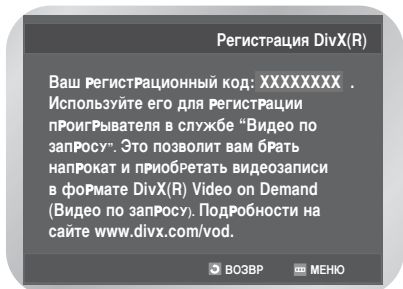 Регистрация DivX(R)
Ваш регистрационный код: XXXXXXXX .
Используйте его для регистрации
проигрывателя в службе “Видео по
запросу”. Это позволит вам брать
напрокат и приобретать видеозаписи
в формате DivX(R) Video on Demand
(Видео по запросу). Подробности на
сайте www.divx.com/vod.
ВОЗВР МЕНЮ